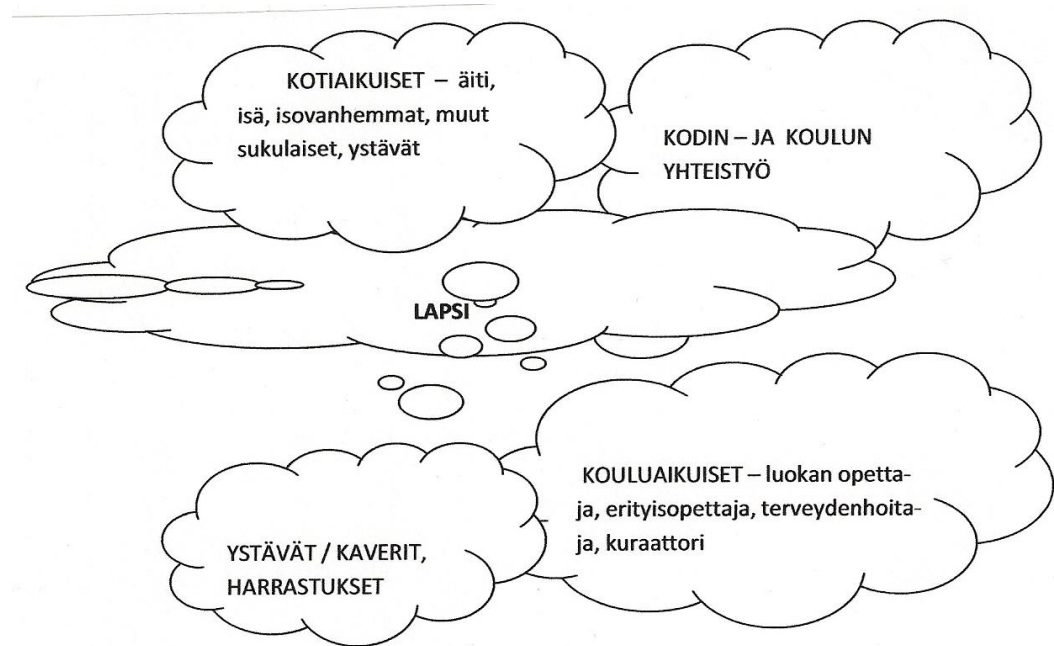 KOTIAIKUISET – äiti,
isä, isovanhemmat, muut
sukulaiset, ystävät
KODIN – JA KOULUN
YHTEISTYÖ
LAPSI
KOULUAIKUISET – luokan opetta-
ja, erityisopettaja, terveydenhoita-
ja, kuraattori
YSTÄVÄT / KAVERIT,
HARRASTUKSET